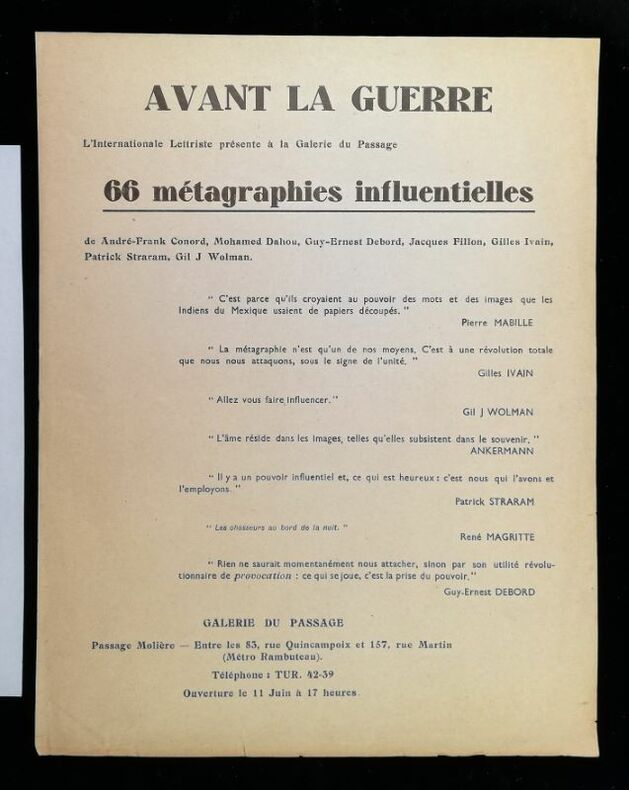 AVANT LA GUERRE
L'Internationale Lettriste présente à la Galerie du Passage
66 métagraphies influentielles
de André-Frank Conord, Mohamed Dahou, Guy-Ernest Debord, Jacques Fillon, Gilles Ivain,
Patrick Straram, Gil J Wolman.
" C'est parce qu'ils croyaient au pouvoir des mots et des images que les
Indiens du Mexique usaient de papiers découpés. "
Pierre MABILLE
" La métagraphie n'est qu'un de nos moyens. C'est à une révolution totale
que nous nous attaquons, sous le signe de l'unité. "
Gilles IVAIN
" Allez vous faire influencer. "
Gil J WOLMAN
" L'âme réside dans les images, telles qu'elles subsistent dans le souvenir. "
ANKERMANN
" Il y a un pouvoir influentiel et, ce qui est heureux : c'est nous qui l'avons et
l'employons. "
Patrick STRARAM
" Les chasseurs au bord de la nuit. "
René MAGRITTE
" Rien ne saurait momentanément nous attacher, sinon par son utilité révolu-
tionnaire de provocation : ce qui se joue, c'est la prise du pouvoir. "
Guy-Ernest DEBORD
GALERIE DU PASSAGE
Passage Molière — Entre les 83, rue Quincampoix et 157, rue Martin
(Métro Rambuteau).
Téléphone : TUR. 42-39
Ouverture le 11 Juin à 17 heures.